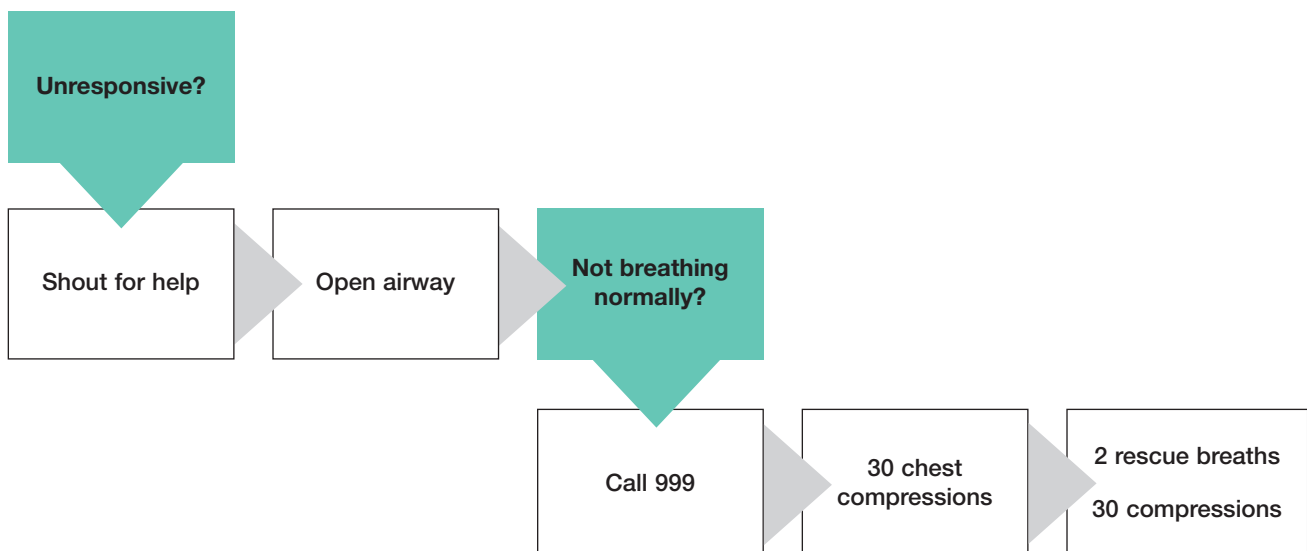 Unresponsive?
Shout for help
Open airway
Not breathing
normally?
Call 999
30 chest
compressions
2 rescue breaths
30 compressions